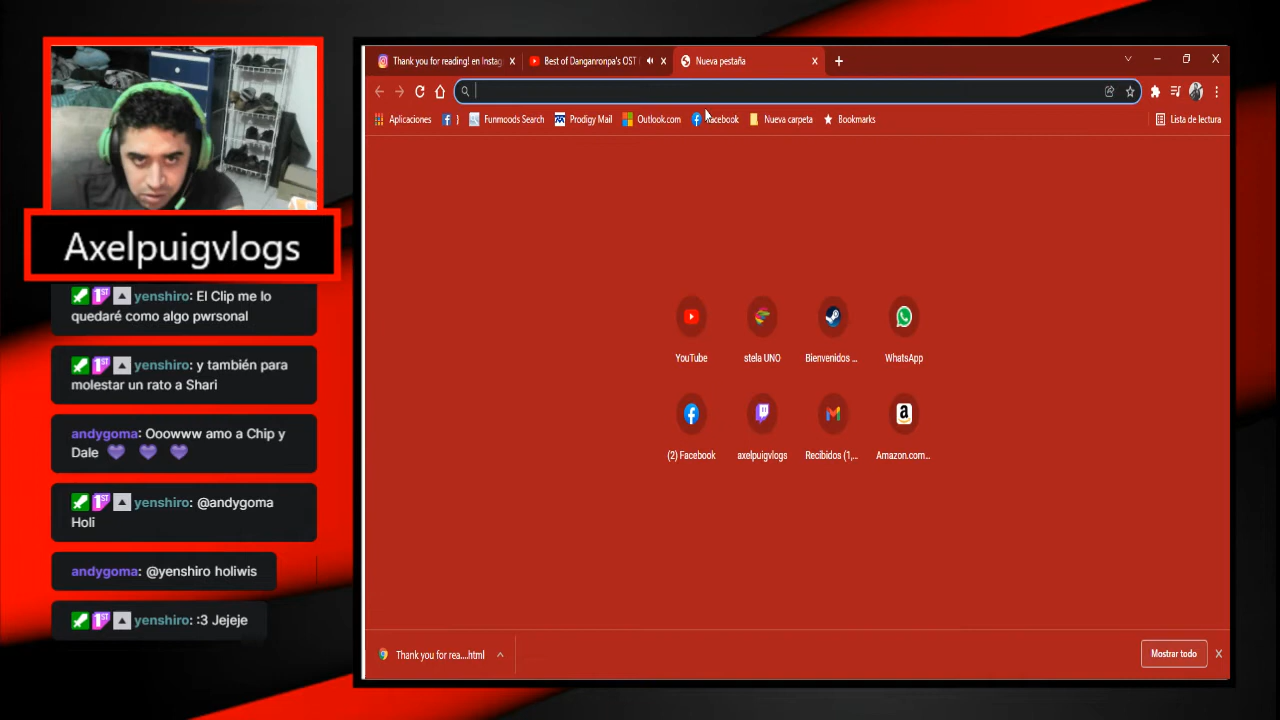 Axelpuigvlogs
yenshiro: El Clip me lo
quedaré como algo pwrsonal
yenshiro: y también para
molestar un rato a Shari
andygoma: Ooowww amo a Chip y
Dale
yenshiro: @andygoma
Holi
andygoma: @yenshiro holiwis
yenshiro: :3 Jejeje
Thank you for reading! en Instag
Best of Danganronpa's OST
Nueva pestaña
Aplicaciones
}
Funmoods Search
Prodigy Mail
Outlook.com
Facebook
Nueva carpeta
Bookmarks
Lista de lectura
YouTube
stela UNO
Bienvenidos ...
WhatsApp
(2) Facebook
axelpuigvlogs
Recibidos (1,...
Amazon.com...
Thank you for rea....html
Mostrar todo